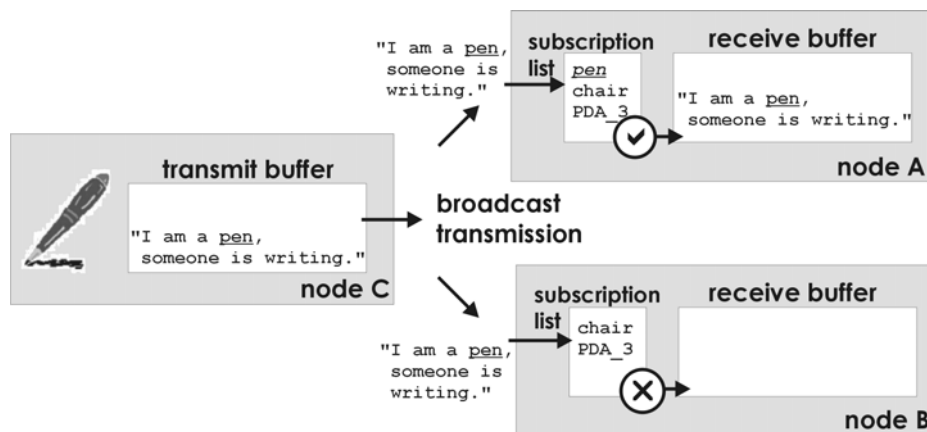 "I am a pen,
someone is
writing."
subscription
list
pen
chair
PDA_3
receive buffer
"I am a pen,
someone is writing."
node A
transmit buffer
"I am a pen,
someone is writing."
node C
broadcast
transmission
"I am a pen,
someone is
writing."
subscription
list
chair
PDA_3
receive buffer
node B